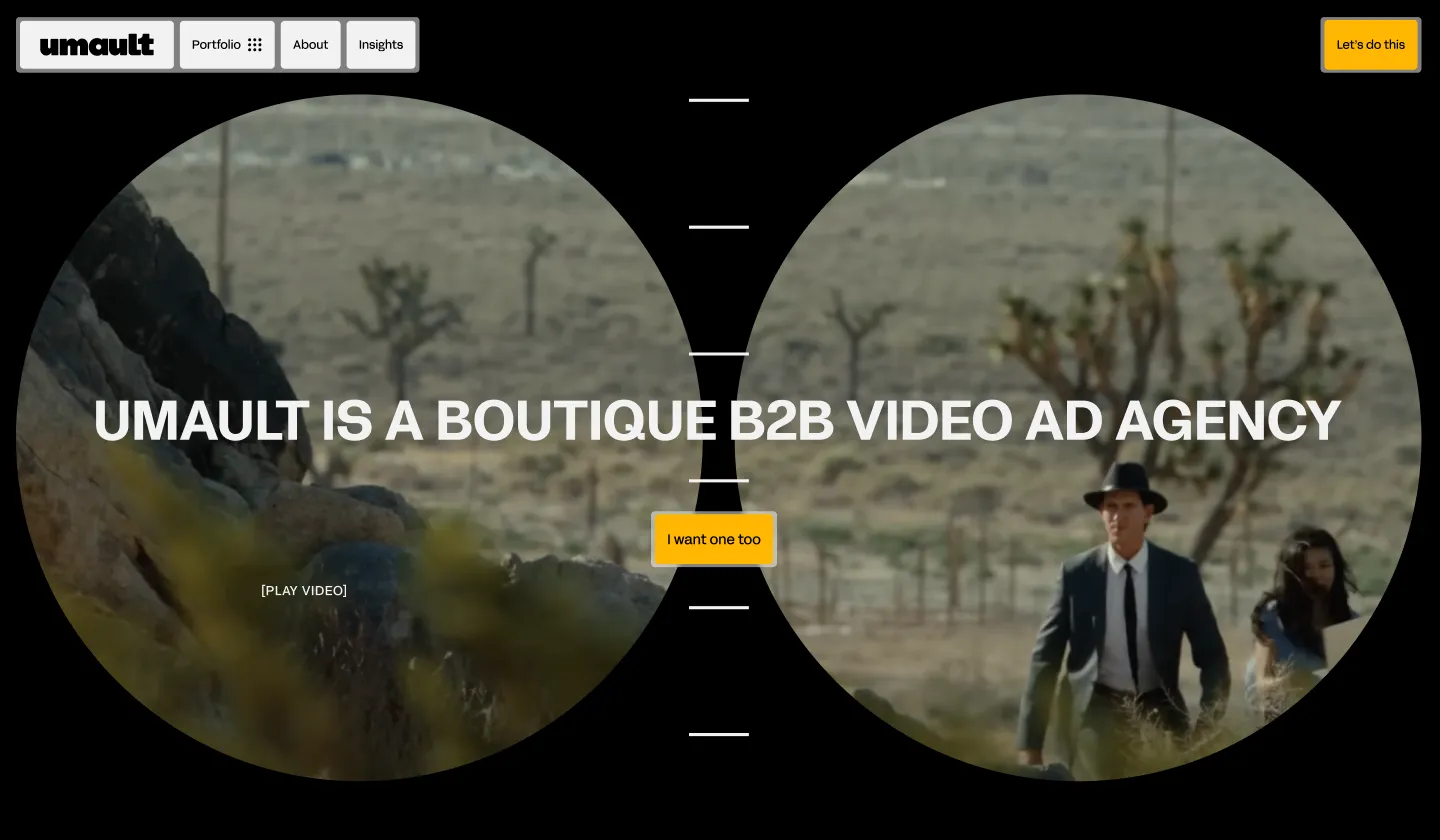 umault
Portfolio
About
Insights
Let's do this
UMAULT IS A BOUTIQUE B2B VIDEO AD AGENCY
I want one too
[PLAY VIDEO]